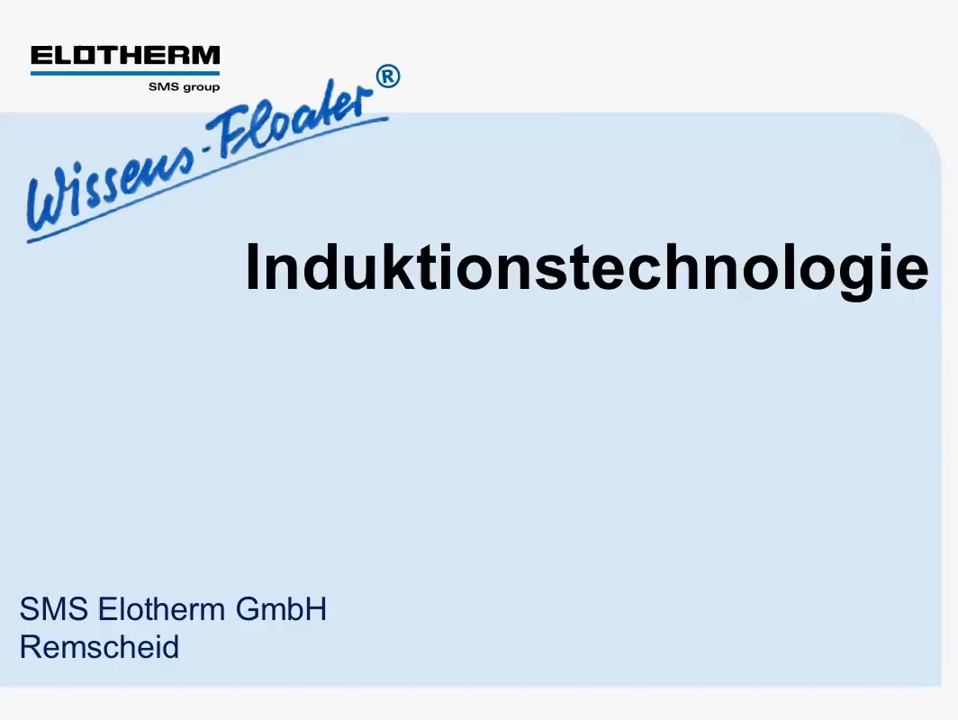 ELOTHERM
SMS group
Wissens-Floater®
Induktionstechnologie
SMS Elotherm GmbH
Remscheid